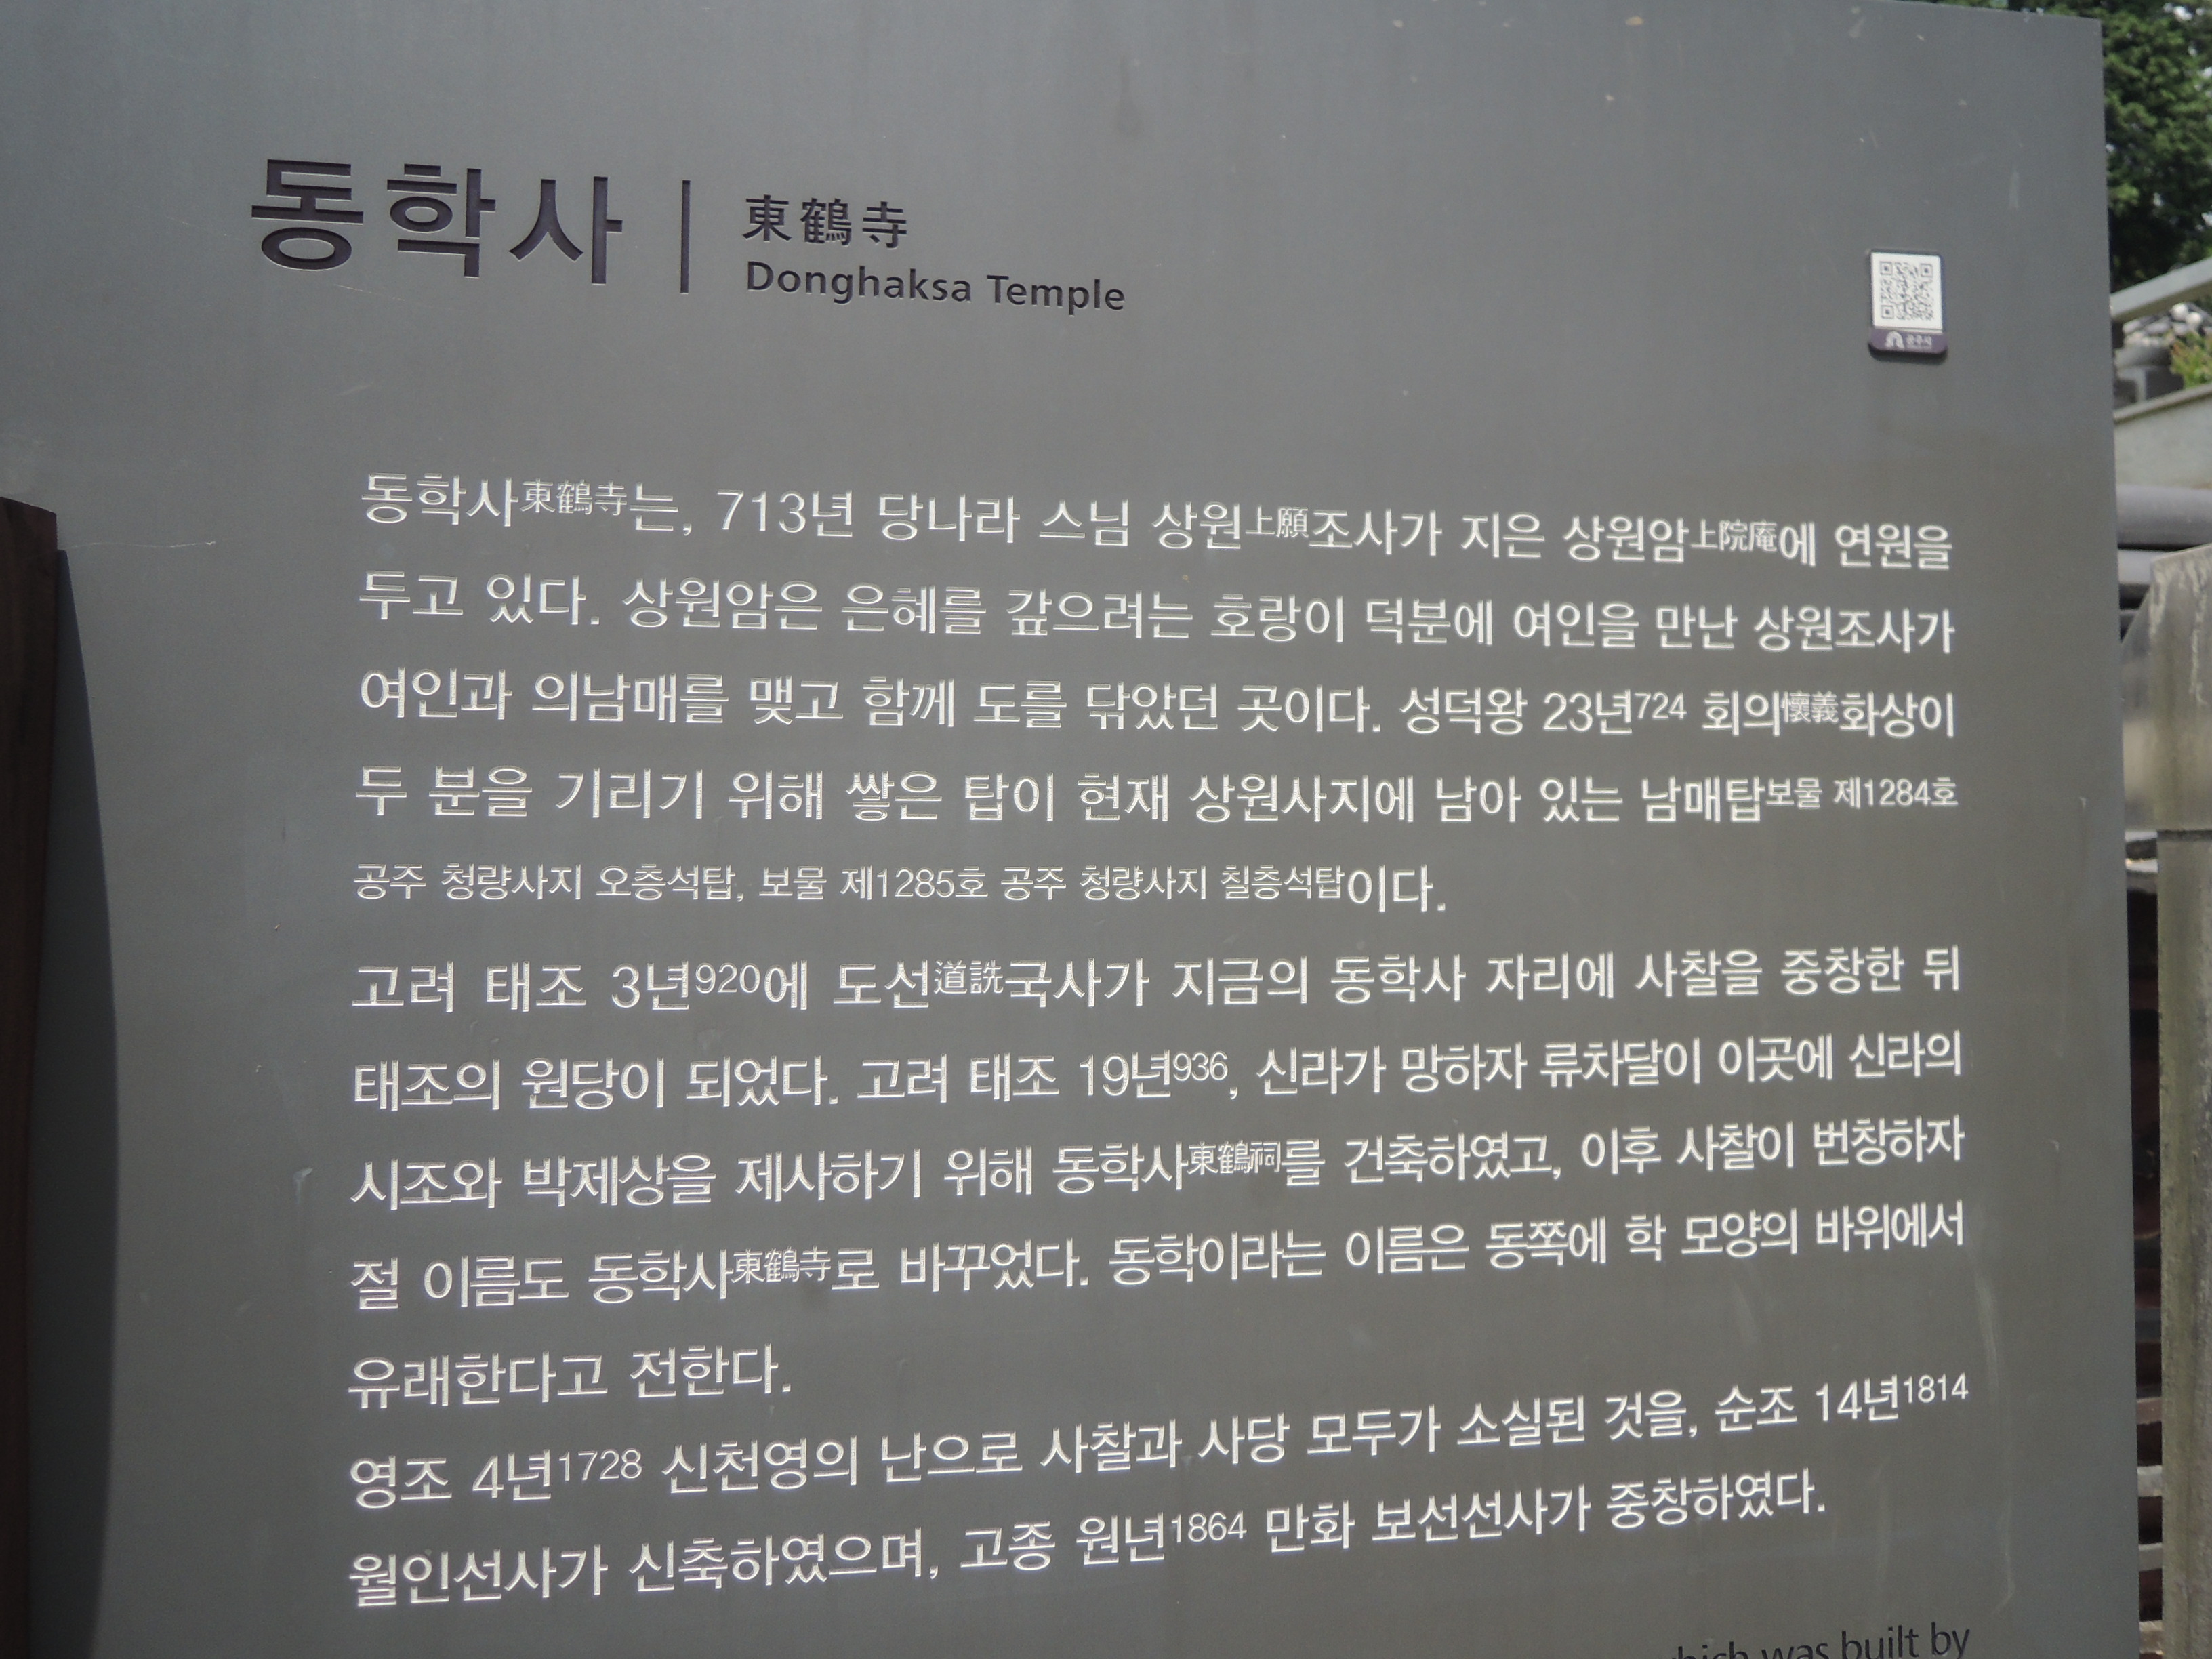 동학사
東鶴寺
Donghaksa Temple
공주시
동학사東鶴寺는, 713년 당나라 스님 상원上願조사가 지은 상원암上院庵에 연원을
두고 있다. 상원암은 은혜를 갚으려는 호랑이 덕분에 여인을 만난 상원조사가
여인과 의남매를 맺고 함께 도를 닦았던 곳이다. 성덕왕 23년724 회의懷義화상이
두 분을 기리기 위해 쌓은 탑이 현재 상원사지에 남아 있는 남매탑보물 제1284호
공주 청량사지 오층석탑, 보물 제1285호 공주 청량사지 칠층석탑이다.
고려 태조 3년920에 도선道詵국사가 지금의 동학사 자리에 사찰을 중창한 뒤
태조의 원당이 되었다. 고려 태조 19년936, 신라가 망하자 류차달이 이곳에 신라의
시조와 박제상을 제사하기 위해 동학사東鶴祠를 건축하였고, 이후 사찰이 번창하자
절 이름도 동학사東鶴寺로 바꾸었다. 동학이라는 이름은 동쪽에 학 모양의 바위에서
유래한다고 전한다.
영조 4년1728 신천영의 난으로 사찰과 사당 모두가 소실된 것을, 순조 14년1814
월인선사가 신축하였으며, 고종 원년1864 만화 보선선사가 중창하였다.
which was built by